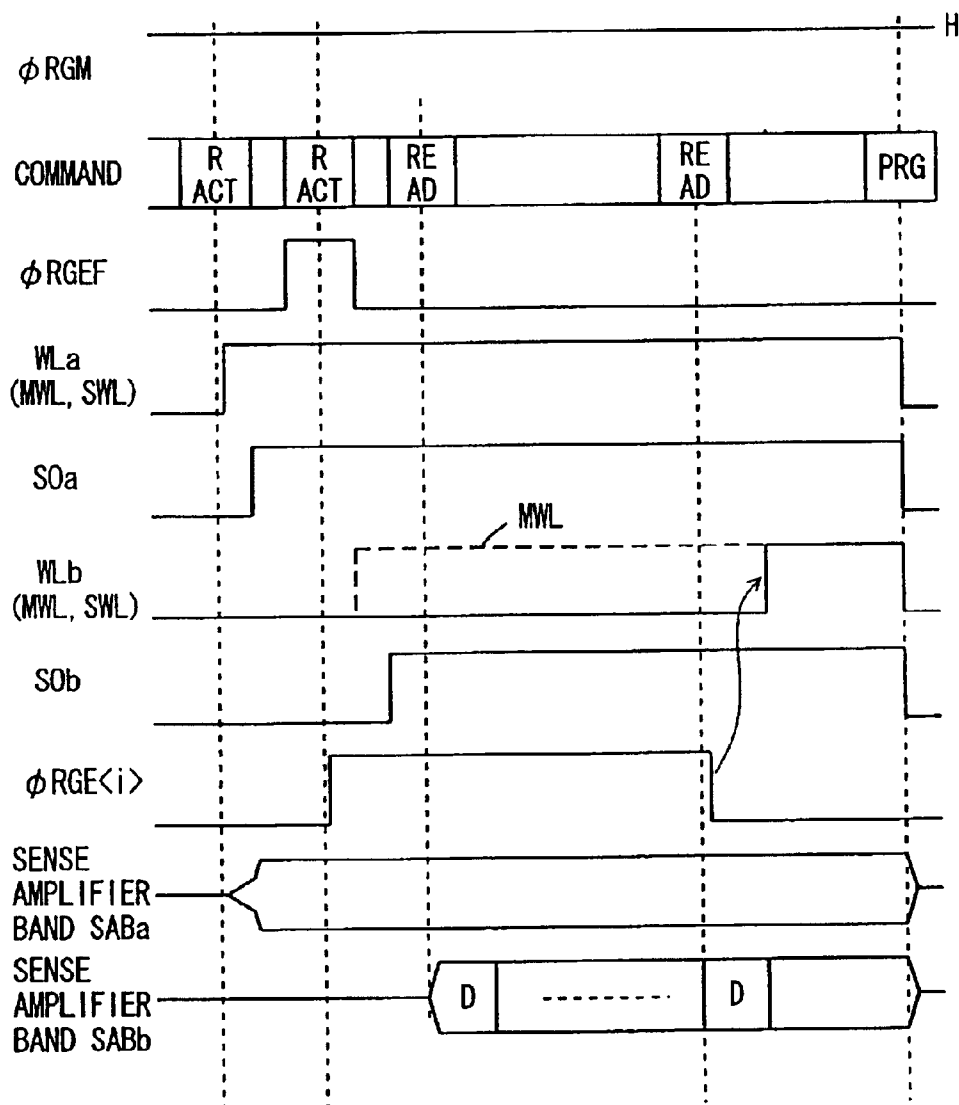 H
φRGM
COMMAND
R ACT
R ACT
RE AD
RE AD
PRG
φRGEF
WLa
(MWL, SWL)
SOa
MWL
WLb
(MWL, SWL)
SOb
φRGE<i>
SENSE
AMPLIFIER
BAND SABa
SENSE
AMPLIFIER
BAND SABb
D
D